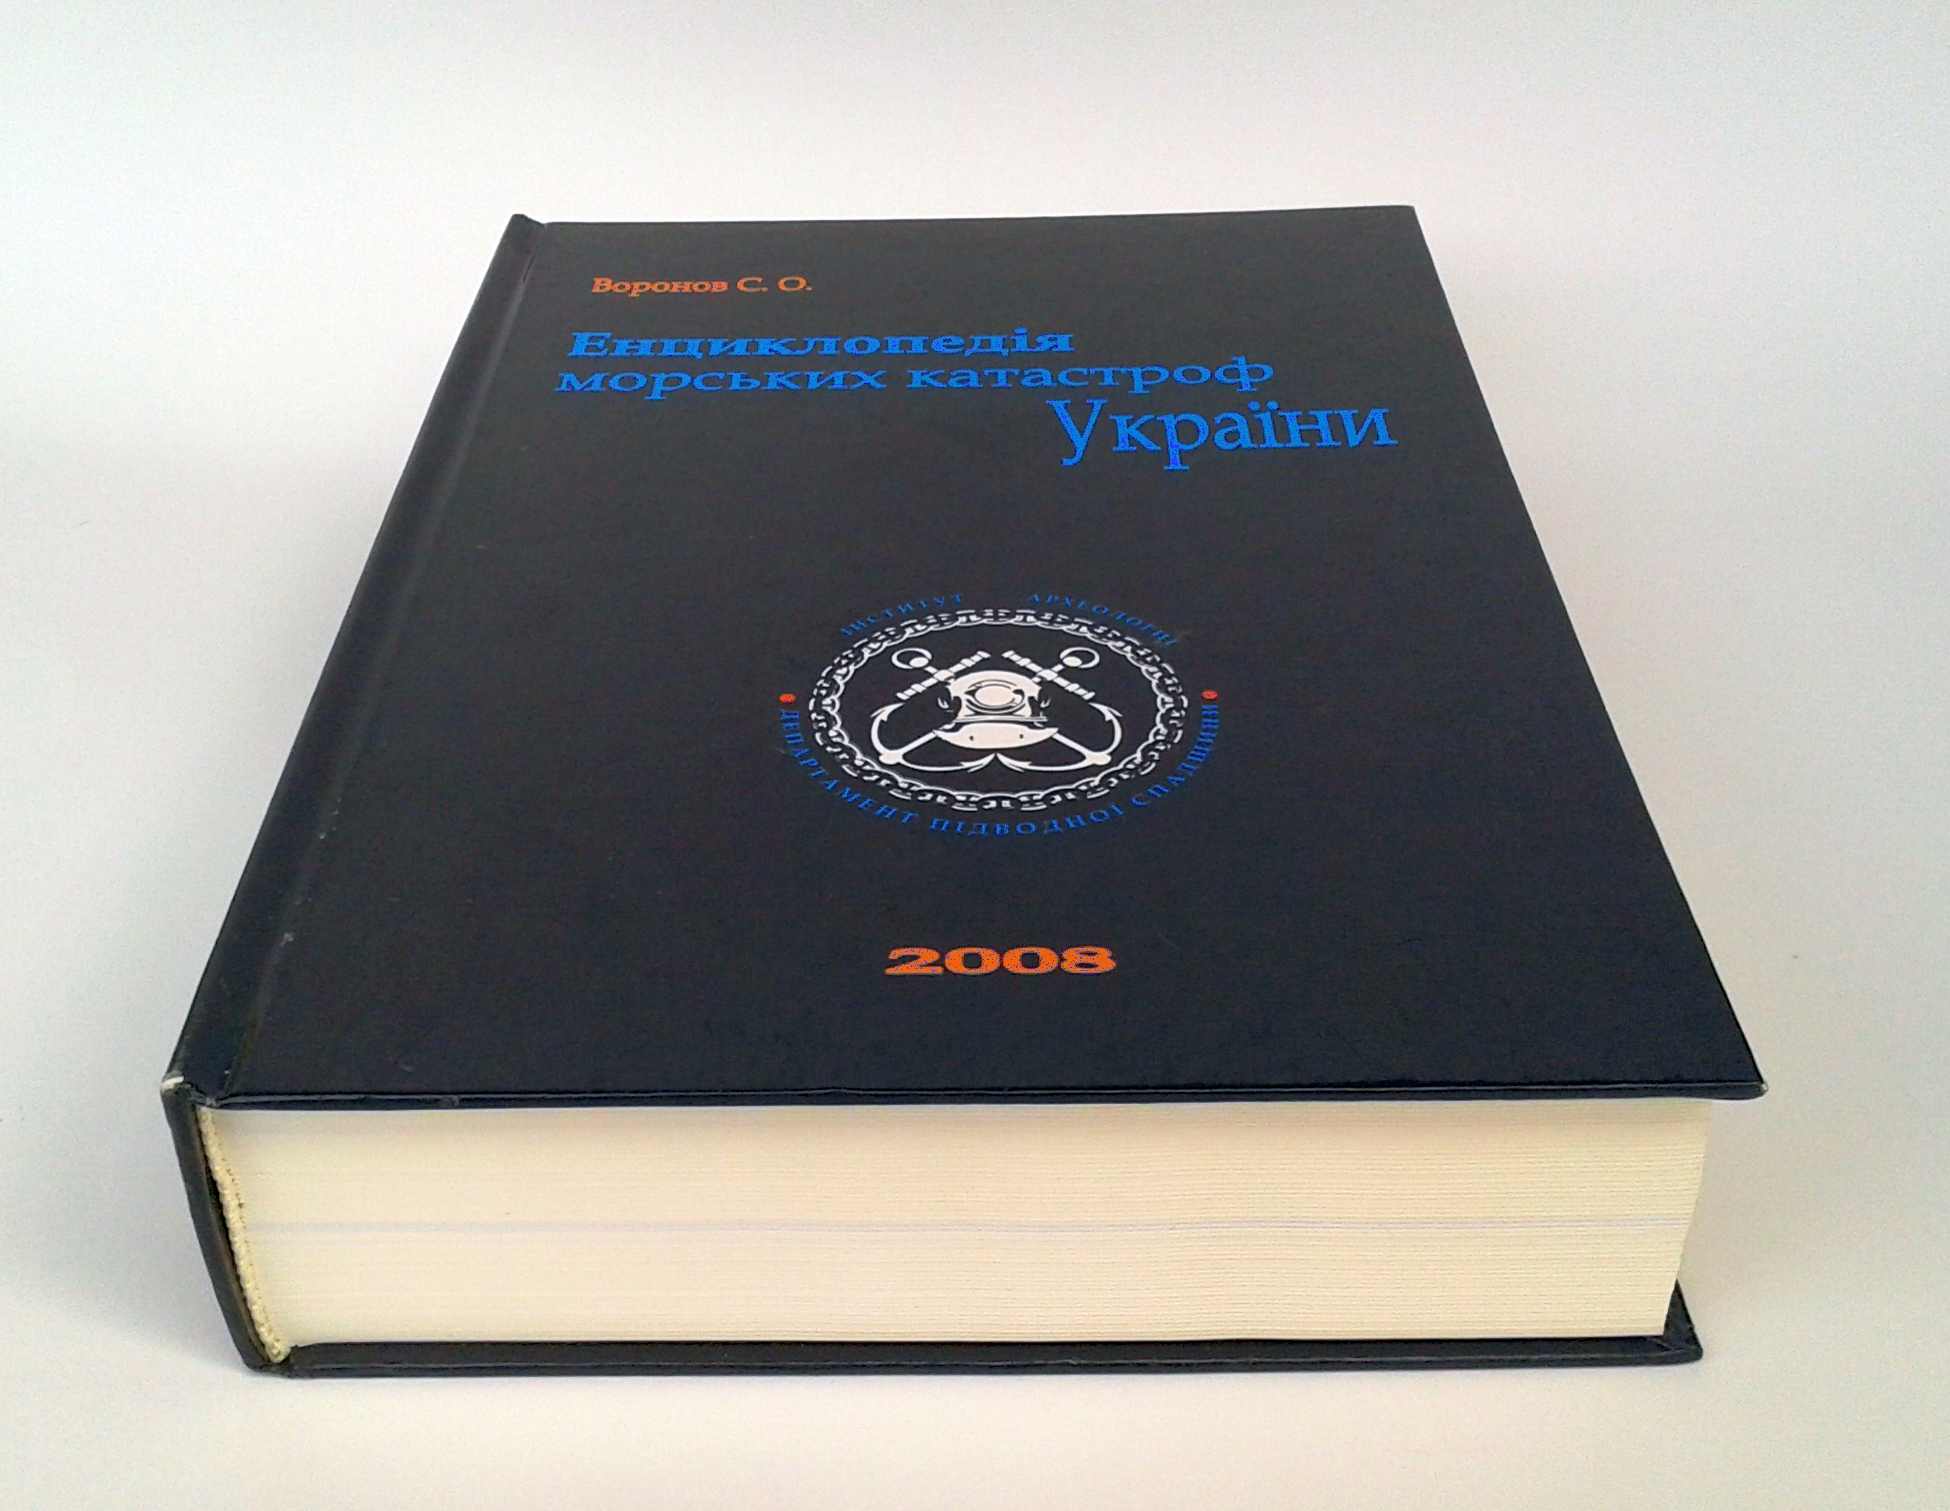 Воронов С. О.
Енциклопедія
морських катастроф
України
ІНСТИТУТ АРХЕОЛОГІЇ
ДЕПАРТАМЕНТ ПІДВОДНОЇ СПАДЩИНИ
2008